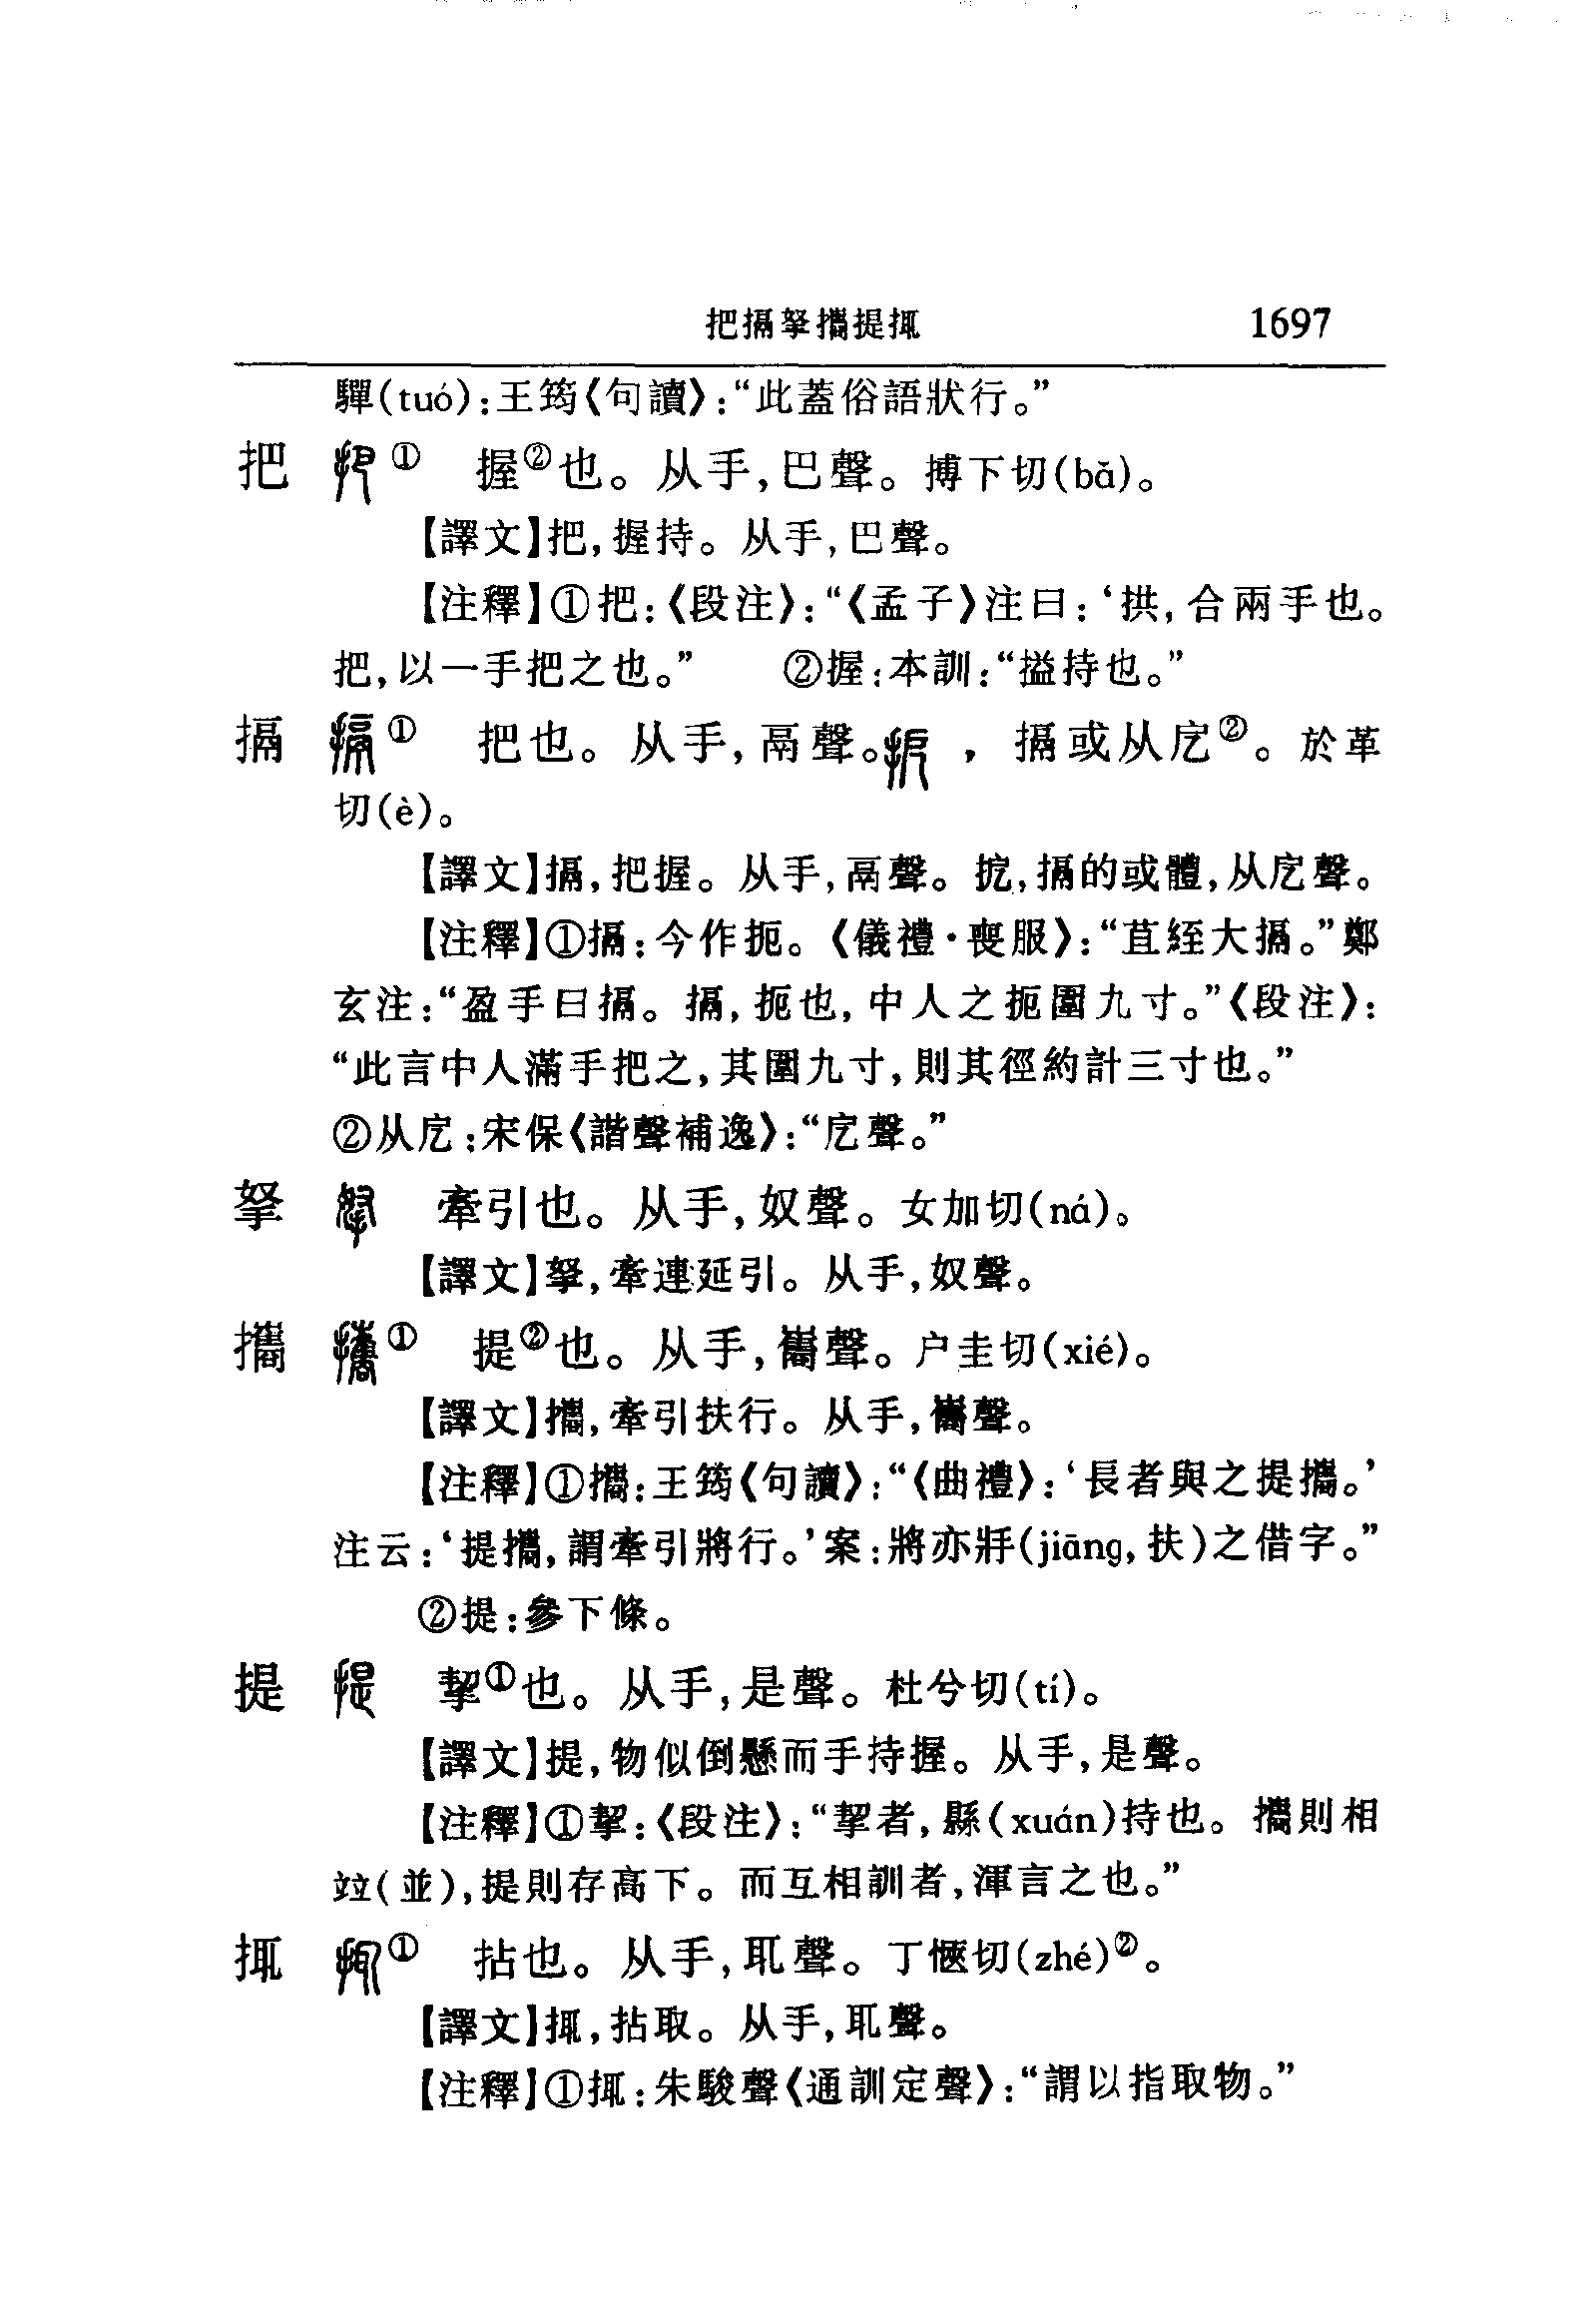 把搹拏攜提抲 1697
驒(tuó):王筠《句讀》:“此蓋俗語狀行。”
把 ① 握②也。从手,巴聲。搏下切(bǎ)。
【譯文】把,握持。从手,巴聲。
【注釋】①把:《段注》:“《孟子》注曰:‘拱,合兩手也。
把,以一手把之也。” ②握:本訓:“搤持也。”
搹 ① 把也。从手,鬲聲。 ,搹或从戹②。於革
切(è)。
【譯文】搹,把握。从手,鬲聲。㧖,搹的或體,从戹聲。
【注釋】①搹:今作扼。《儀禮·喪服》:“苴絰大搹。”鄭
玄注:“盈手曰搹。搹,扼也,中人之扼圍九寸。”《段注》:
“此言中人滿手把之,其圍九寸,則其徑約計三寸也。”
②从戹:宋保《諧聲補逸》:“戹聲。”
拏 牽引也。从手,奴聲。女加切(ná)。
【譯文】拏,牽連延引。从手,奴聲。
攜 ① 提②也。从手,巂聲。户圭切(xié)。
【譯文】攜,牽引扶行。从手,巂聲。
【注釋】①攜:王筠《句讀》:“《曲禮》:‘長者與之提攜。’
注云:‘提攜,謂牽引將行。’案:將亦㸛(jiāng,扶)之借字。”
②提:參下條。
提 挈①也。从手,是聲。杜兮切(tí)。
【譯文】提,物似倒懸而手持握。从手,是聲。
【注釋】①挈:《段注》:“挈者,縣(xuán)持也。攜則相
竝(並),提則存高下。而互相訓者,渾言之也。”
㨄 ① 拈也。从手,耴聲。丁愜切(zhé)②。
【譯文】㨄,拈取。从手,耴聲。
【注釋】①㨄:朱駿聲《通訓定聲》:“謂以指取物。”